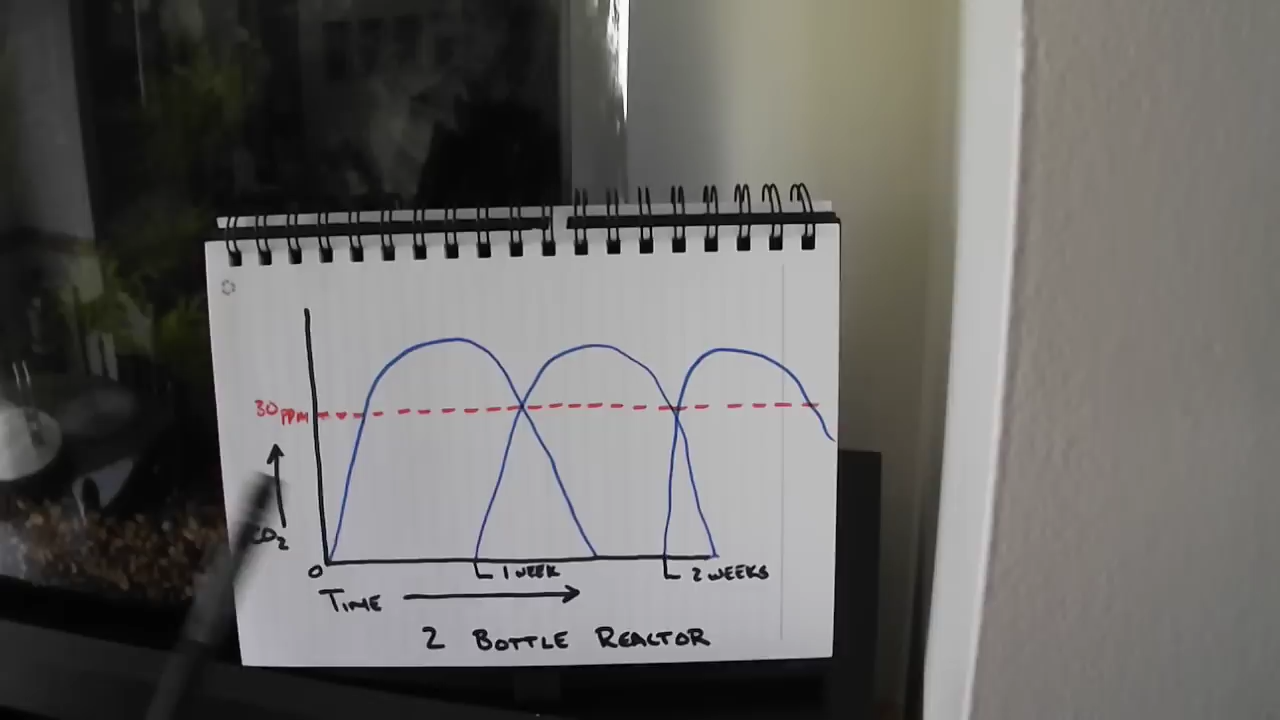 30 PPM
CO2
0
1 WEEK
2 WEEKS
TIME
2 BOTTLE REACTOR